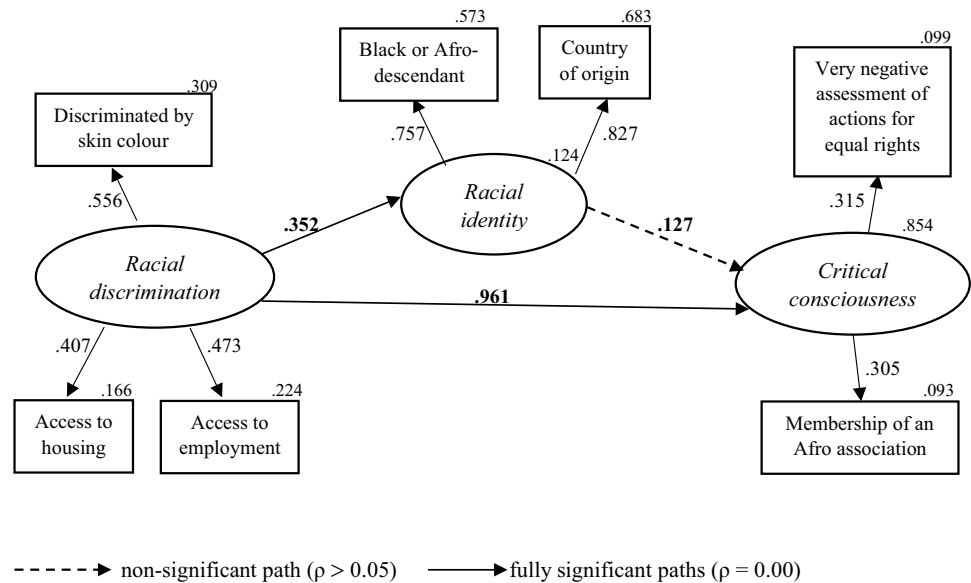 .573
Black or Afro-
descendant
.683
Country
of origin
.099
Very negative
assessment of
actions for
equal rights
.309
Discriminated by
skin colour
.757
.827
.124
.556
Racial
identity
.315
.352
.127
.854
Racial
discrimination
Critical
consciousness
.961
.407
.473
.305
.166
Access to
housing
.224
Access to
employment
.093
Membership of an
Afro association
non-significant path (ρ > 0.05)
fully significant paths (ρ = 0.00)